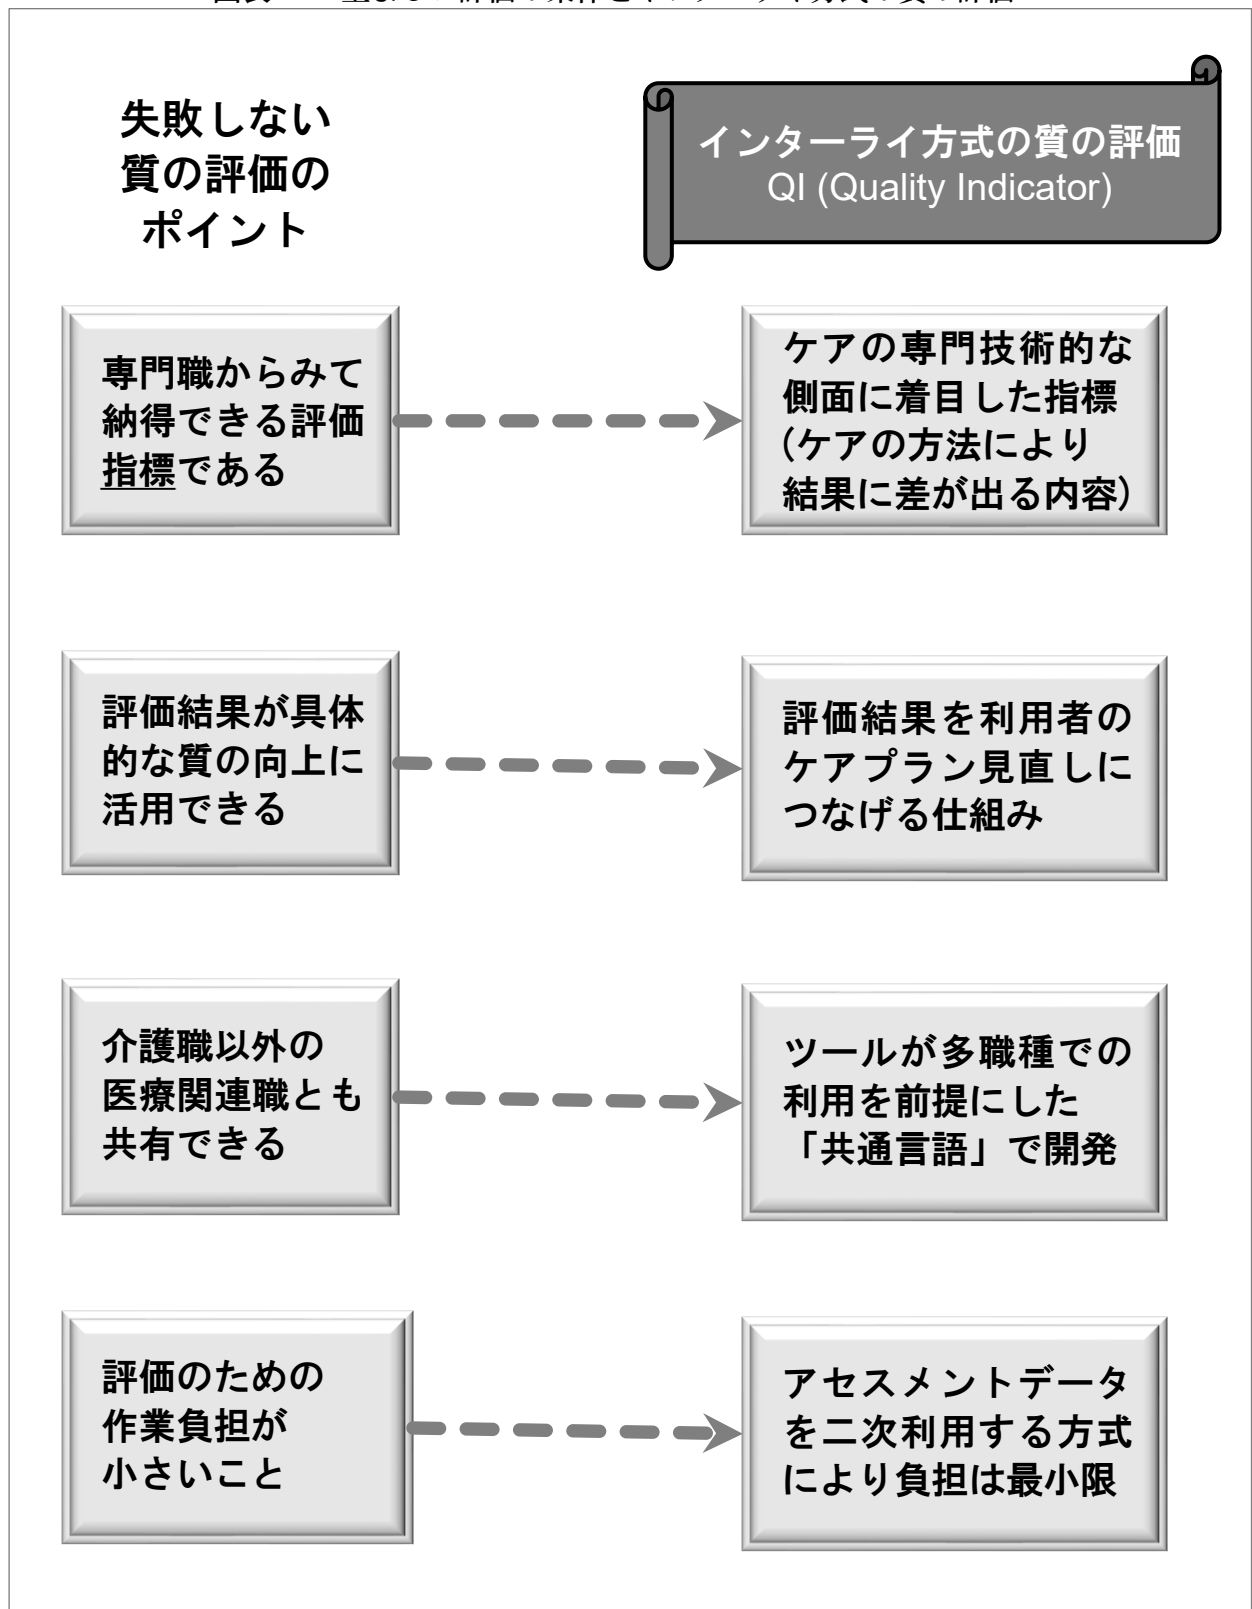 失敗しない
質の評価の
ポイント
インターライ方式の質の評価
QI (Quality Indicator)
専門職からみて
納得できる評価
指標である
ケアの専門技術的な
側面に着目した指標
(ケアの方法により
結果に差が出る内容)
評価結果が具体
的な質の向上に
活用できる
評価結果を利用者の
ケアプラン見直しに
つなげる仕組み
介護職以外の
医療関連職とも
共有できる
ツールが多職種での
利用を前提にした
「共通言語」で開発
評価のための
作業負担が
小さいこと
アセスメントデータ
を二次利用する方式
により負担は最小限